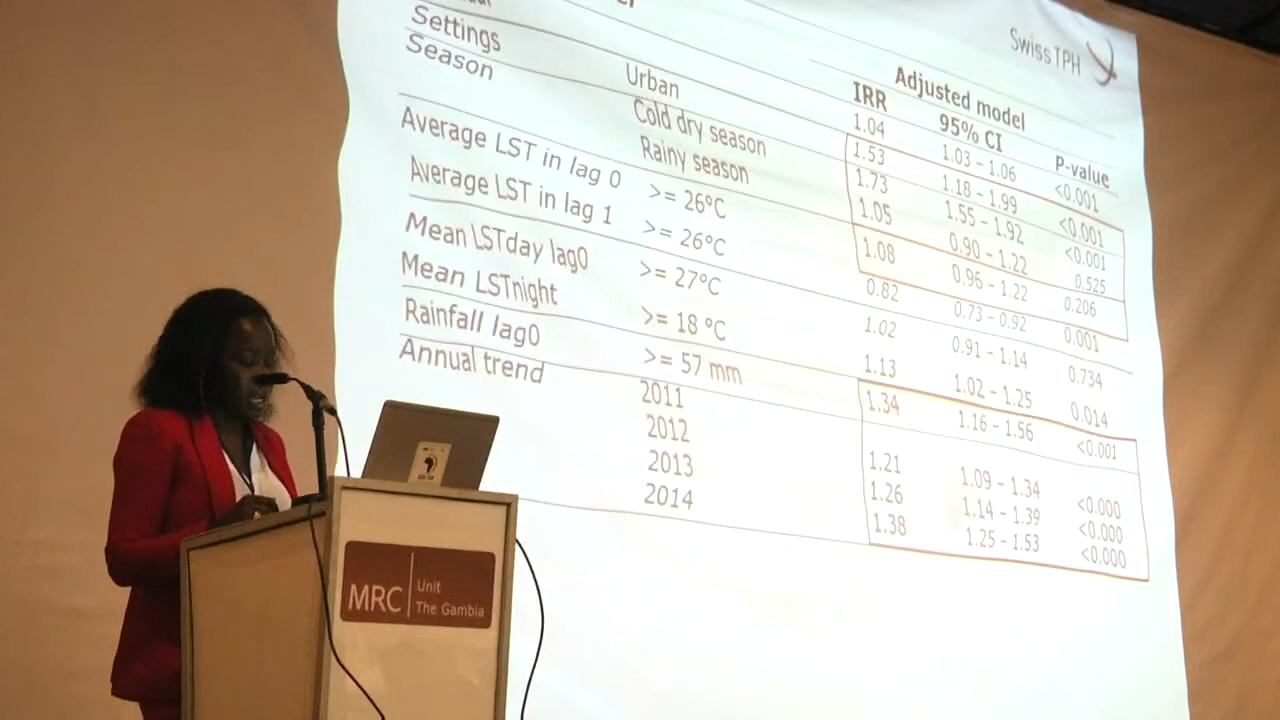 Swiss TPH
Adjusted model
IRR 95% CI P-value
1.04 1.03 – 1.06 <0.001
Settings Urban 1.53 1.18 – 1.99 <0.001
Season Cold dry season 1.73 1.55 – 1.92 <0.001
Rainy season 1.05 0.90 – 1.22 0.525
Average LST in lag 0 >= 26°C 1.08 0.96 – 1.22 0.206
Average LST in lag 1 >= 26°C 0.82 0.73 – 0.92 0.001
Mean LSTday lag0 >= 27°C 1.02 0.91 – 1.14 0.734
Mean LSTnight >= 18 °C 1.13 1.02 – 1.25 0.014
Rainfall lag0 >= 57 mm 1.34 1.16 – 1.56 <0.001
Annual trend 2011
2012 1.21 1.09 – 1.34 <0.000
2013 1.26 1.14 – 1.39 <0.000
2014 1.38 1.25 – 1.53 <0.000
MRC Unit
The Gambia